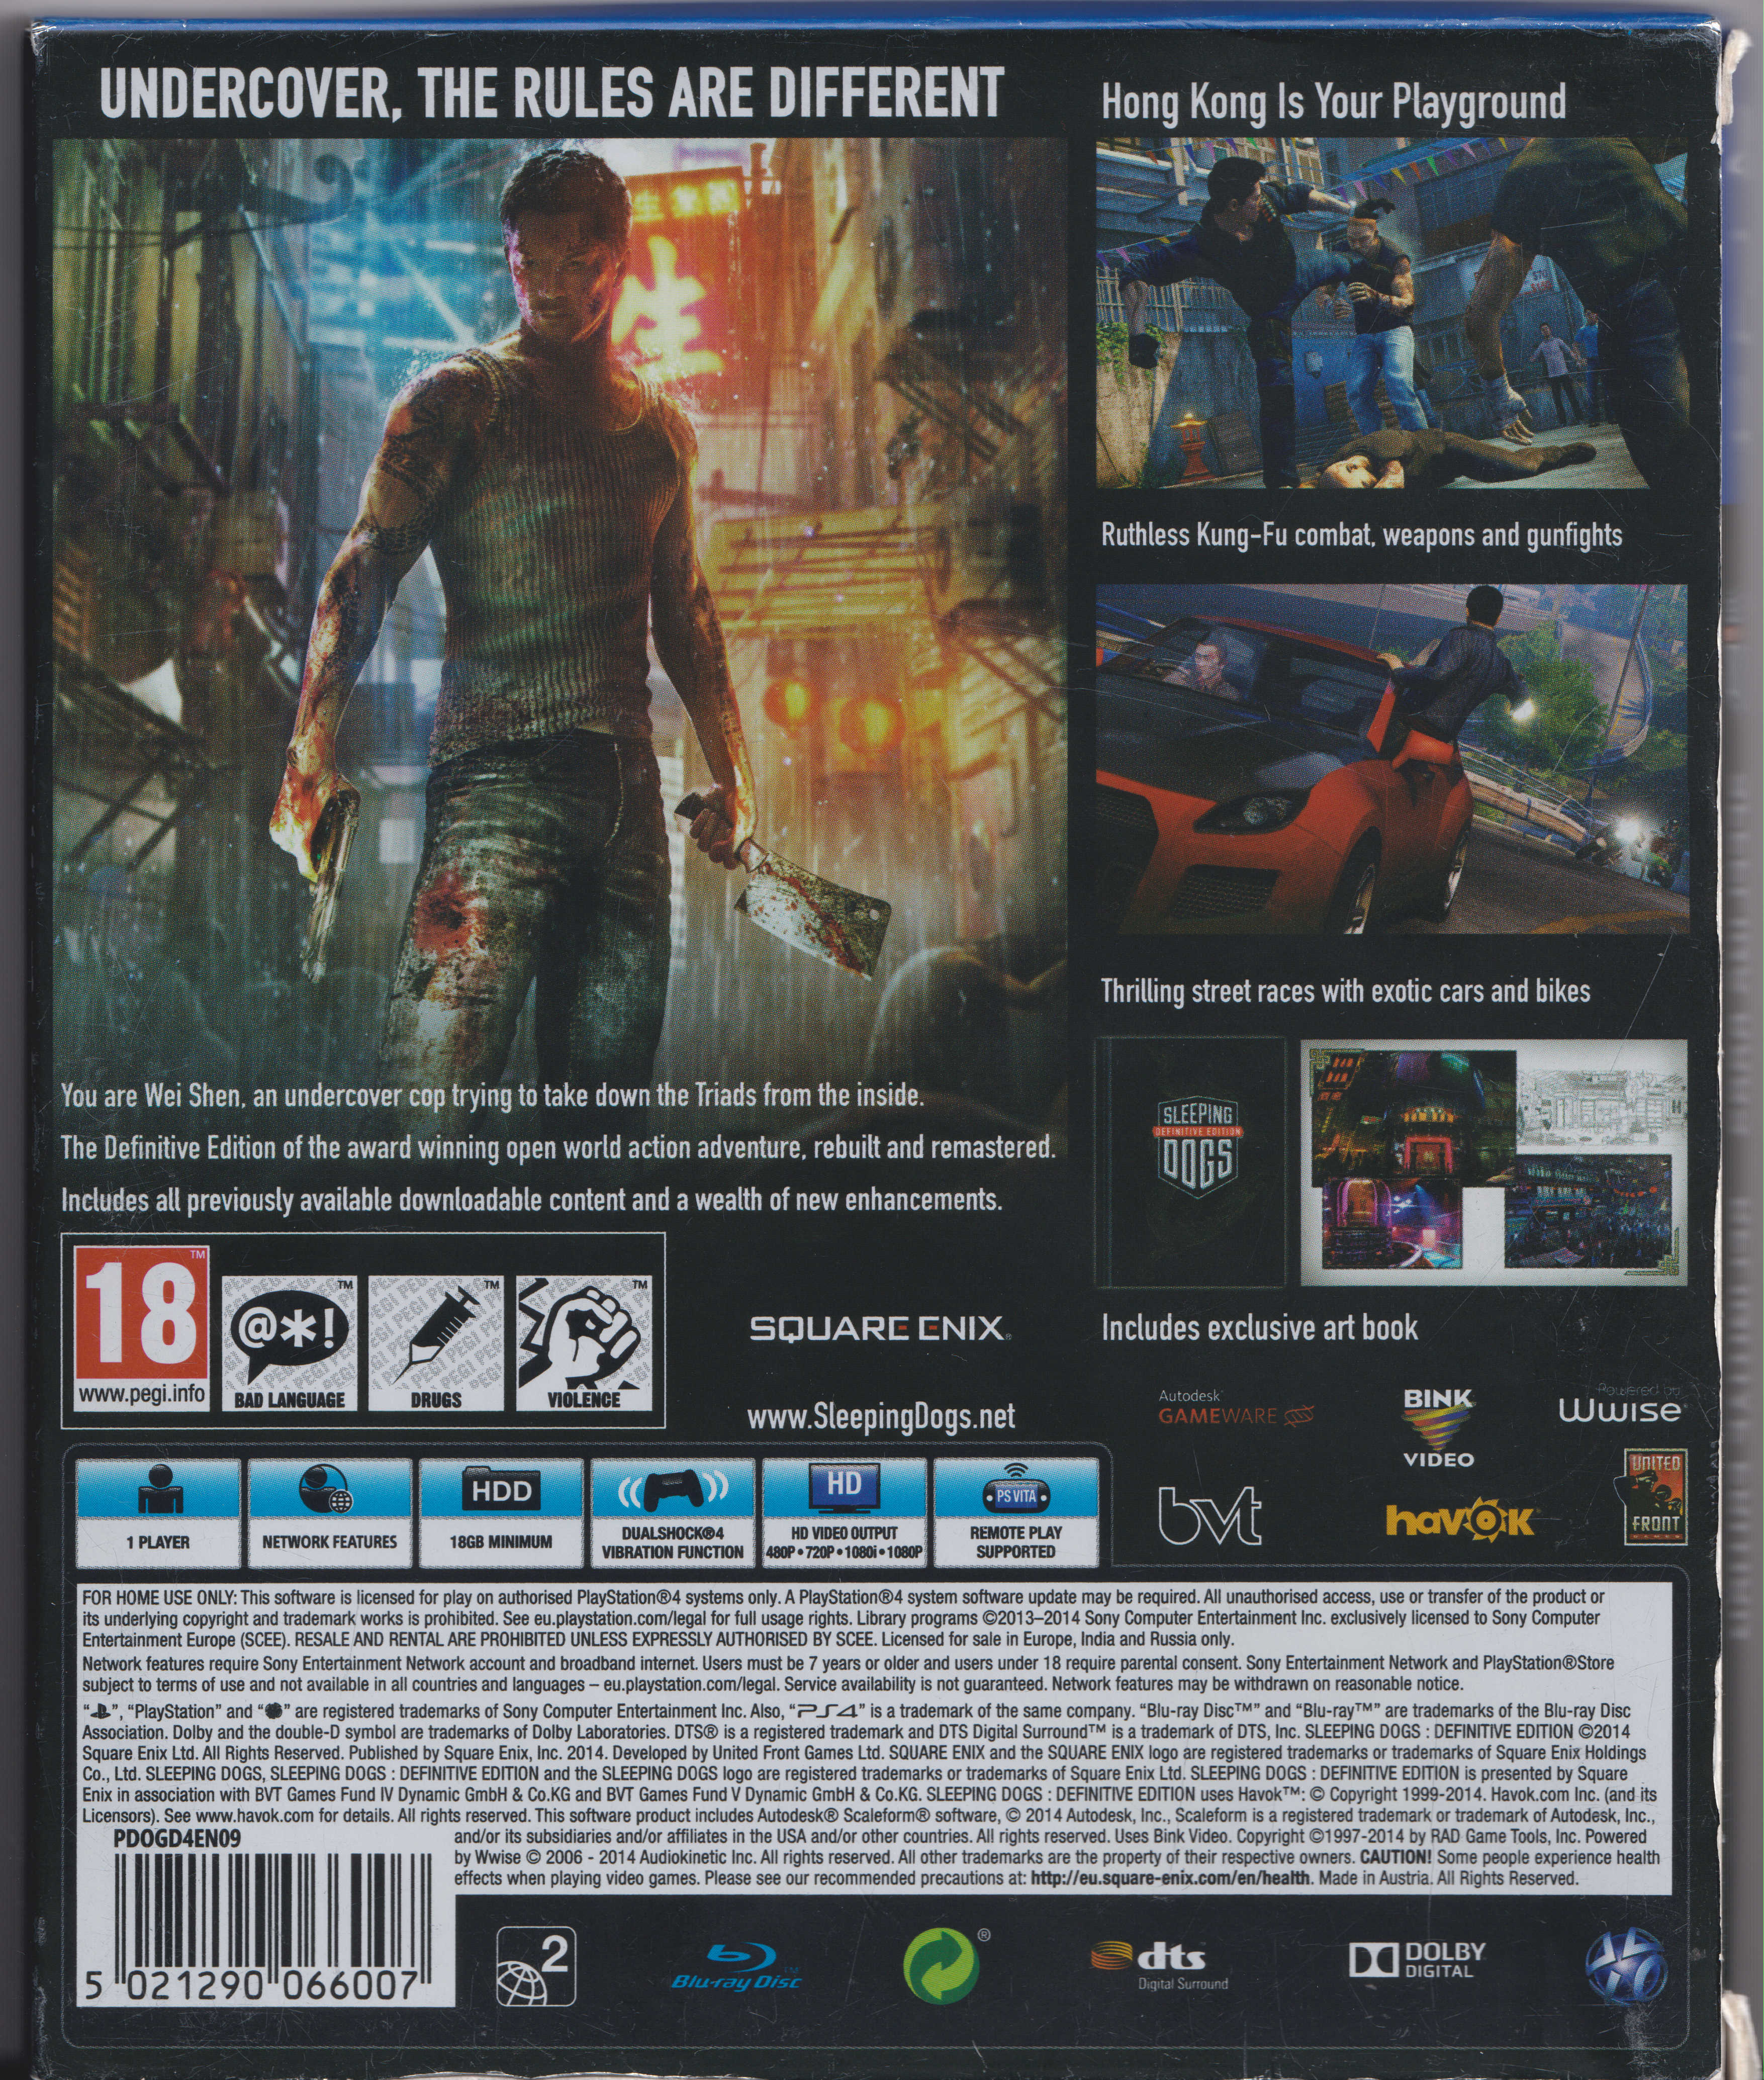 UNDERCOVER, THE RULES ARE DIFFERENT
生
You are Wei Shen, an undercover cop trying to take down the Triads from the inside.
The Definitive Edition of the award winning open world action adventure, rebuilt and remastered.
Includes all previously available downloadable content and a wealth of new enhancements.
Hong Kong Is Your Playground
Ruthless Kung-Fu combat, weapons and gunfights
Thrilling street races with exotic cars and bikes
SLEEPING
DEFINITIVE EDITION
DOGS
Includes exclusive art book
18
TM
www.pegi.info
@*!
TM
BAD LANGUAGE
TM
DRUGS
TM
VIOLENCE
SQUARE ENIX®
www.SleepingDogs.net
Autodesk®
GAMEWARE
BINK
VIDEO
Powered by
Wwise
bvt
havok
UNITED
FRONT
GAMES
1 PLAYER
NETWORK FEATURES
HDD
18GB MINIMUM
DUALSHOCK®4
VIBRATION FUNCTION
HD
HD VIDEO OUTPUT
480P • 720P • 1080i • 1080P
PS VITA
REMOTE PLAY
SUPPORTED
FOR HOME USE ONLY: This software is licensed for play on authorised PlayStation®4 systems only. A PlayStation®4 system software update may be required. All unauthorised access, use or transfer of the product or
its underlying copyright and trademark works is prohibited. See eu.playstation.com/legal for full usage rights. Library programs ©2013–2014 Sony Computer Entertainment Inc. exclusively licensed to Sony Computer
Entertainment Europe (SCEE). RESALE AND RENTAL ARE PROHIBITED UNLESS EXPRESSLY AUTHORISED BY SCEE. Licensed for sale in Europe, India and Russia only.
Network features require Sony Entertainment Network account and broadband internet. Users must be 7 years or older and users under 18 require parental consent. Sony Entertainment Network and PlayStation®Store
subject to terms of use and not available in all countries and languages – eu.playstation.com/legal. Service availability is not guaranteed. Network features may be withdrawn on reasonable notice.
“”, “PlayStation” and “” are registered trademarks of Sony Computer Entertainment Inc. Also, “PS4” is a trademark of the same company. “Blu-ray Disc™” and “Blu-ray™” are trademarks of the Blu-ray Disc
Association. Dolby and the double-D symbol are trademarks of Dolby Laboratories. DTS® is a registered trademark and DTS Digital Surround™ is a trademark of DTS, Inc. SLEEPING DOGS : DEFINITIVE EDITION ©2014
Square Enix Ltd. All Rights Reserved. Published by Square Enix, Inc. 2014. Developed by United Front Games Ltd. SQUARE ENIX and the SQUARE ENIX logo are registered trademarks or trademarks of Square Enix Holdings
Co., Ltd. SLEEPING DOGS, SLEEPING DOGS : DEFINITIVE EDITION and the SLEEPING DOGS logo are registered trademarks or trademarks of Square Enix Ltd. SLEEPING DOGS : DEFINITIVE EDITION is presented by Square
Enix in association with BVT Games Fund IV Dynamic GmbH & Co.KG and BVT Games Fund V Dynamic GmbH & Co.KG. SLEEPING DOGS : DEFINITIVE EDITION uses Havok™: © Copyright 1999-2014. Havok.com Inc. (and its
Licensors). See www.havok.com for details. All rights reserved. This software product includes Autodesk® Scaleform® software, © 2014 Autodesk, Inc., Scaleform is a registered trademark or trademark of Autodesk, Inc.,
and/or its subsidiaries and/or affiliates in the USA and/or other countries. All rights reserved. Uses Bink Video. Copyright ©1997-2014 by RAD Game Tools, Inc. Powered
by Wwise © 2006 - 2014 Audiokinetic Inc. All rights reserved. All other trademarks are the property of their respective owners. CAUTION! Some people experience health
effects when playing video games. Please see our recommended precautions at: http://eu.square-enix.com/en/health. Made in Austria. All Rights Reserved.
PDOGD4EN09
5 021290 066007
2
Blu-ray Disc™
®
dts
Digital Surround
DOLBY
DIGITAL